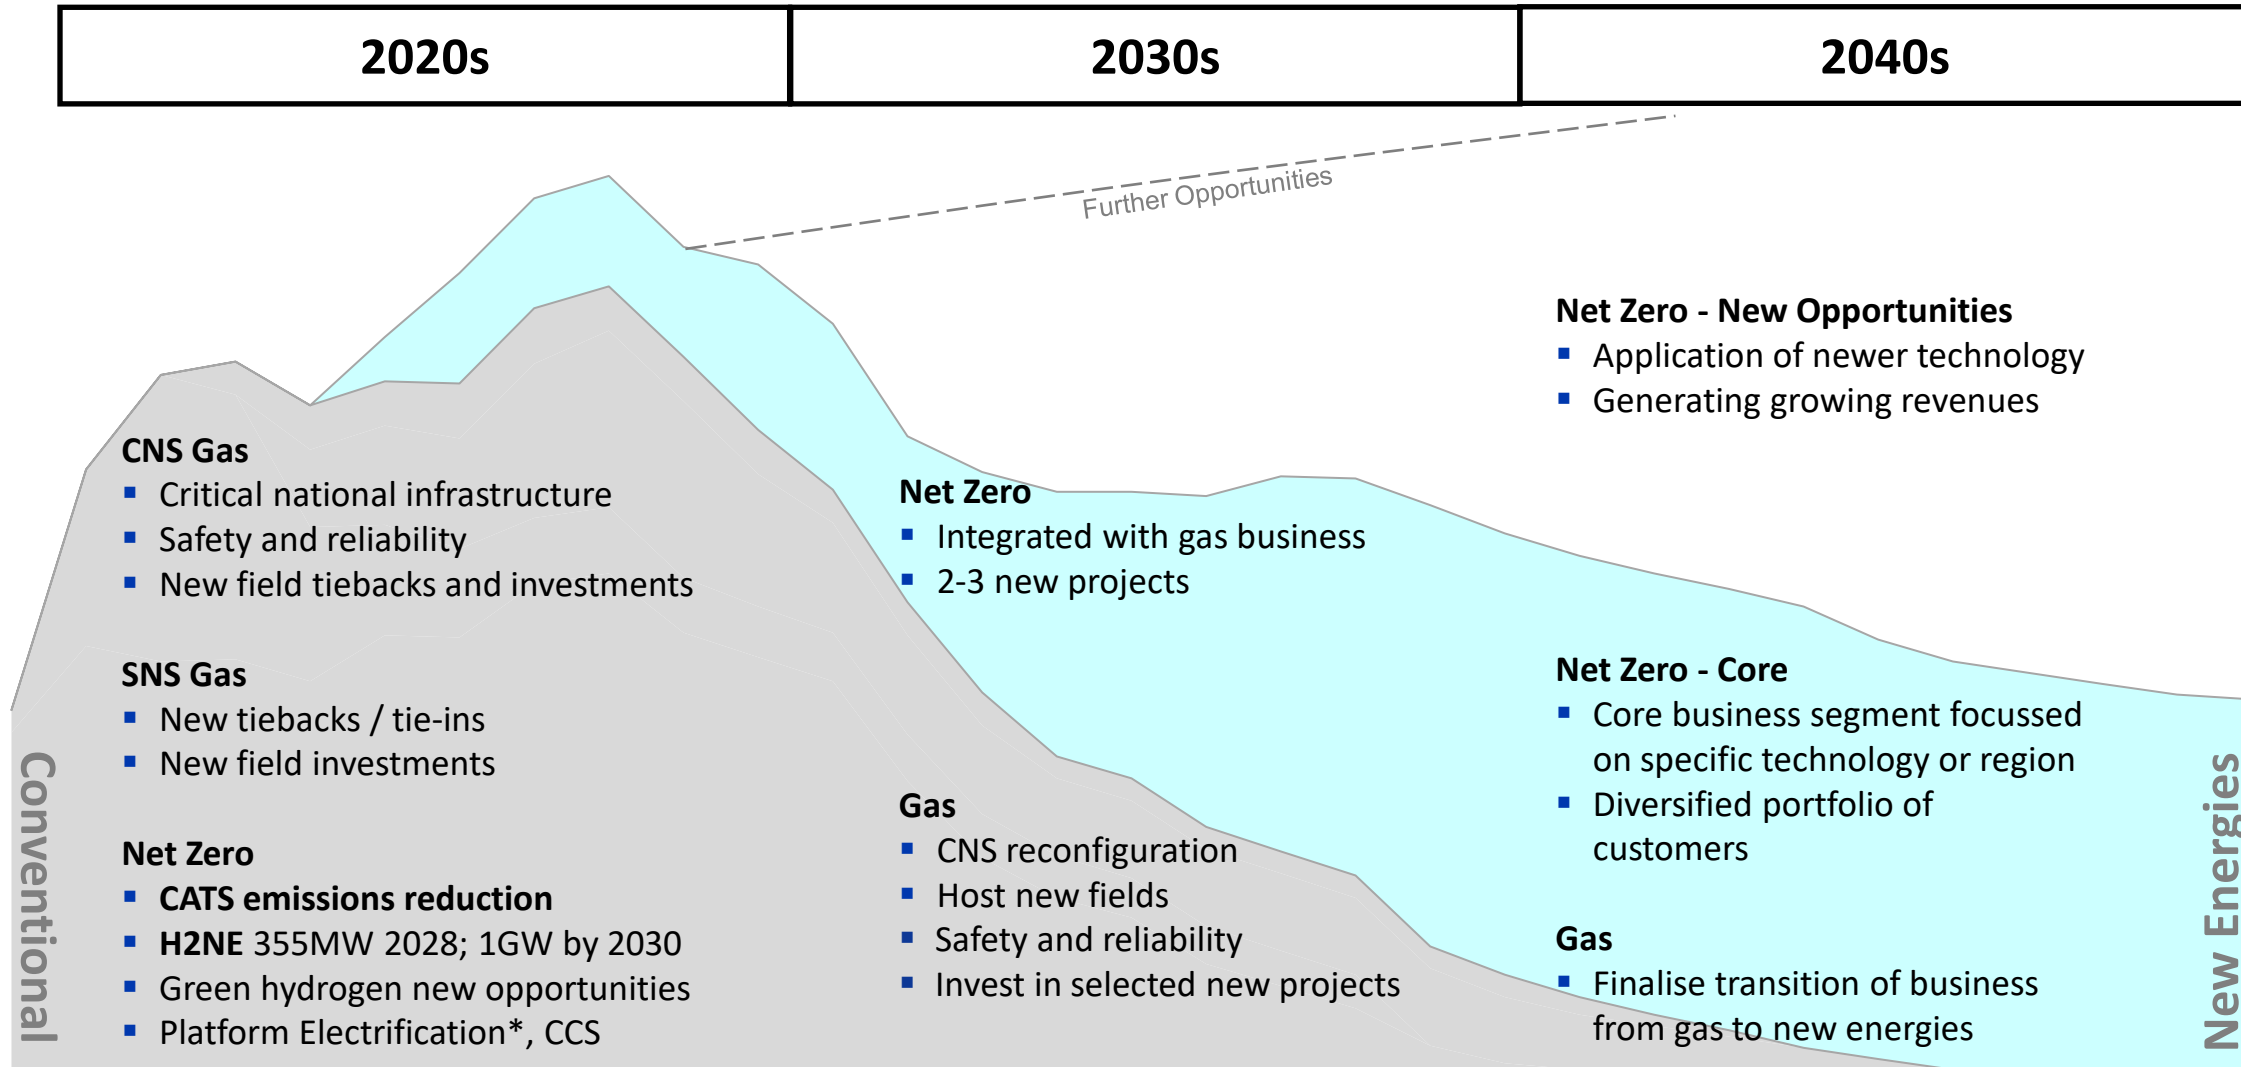 2020s
2030s
2040s
Further Opportunities
CNS Gas
▪ Critical national infrastructure
▪ Safety and reliability
▪ New field tiebacks and investments
SNS Gas
▪ New tiebacks / tie-ins
▪ New field investments
Net Zero
▪ CATS emissions reduction
▪ H2NE 355MW 2028; 1GW by 2030
▪ Green hydrogen new opportunities
▪ Platform Electrification*, CCS
Net Zero
▪ Integrated with gas business
▪ 2-3 new projects
Gas
▪ CNS reconfiguration
▪ Host new fields
▪ Safety and reliability
▪ Invest in selected new projects
Net Zero - New Opportunities
▪ Application of newer technology
▪ Generating growing revenues
Net Zero - Core
▪ Core business segment focussed
on specific technology or region
▪ Diversified portfolio of
customers
Gas
▪ Finalise transition of business
from gas to new energies
Conventional
New Energies